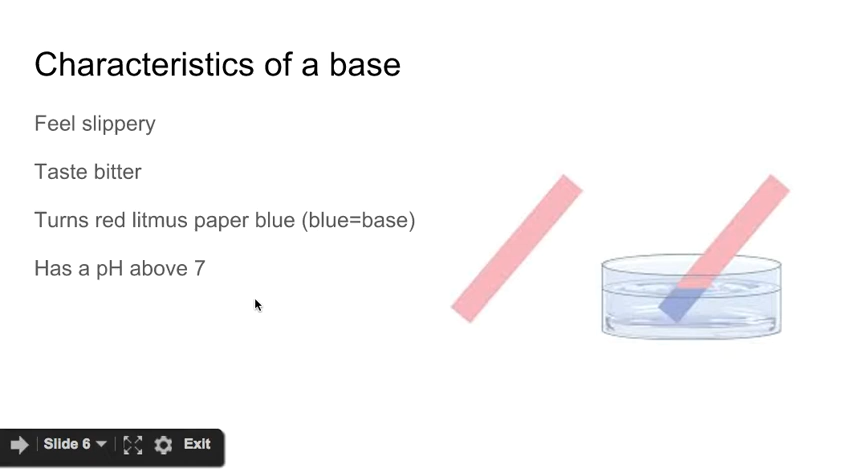 Characteristics of a base
Feel slippery
Taste bitter
Turns red litmus paper blue (blue=base)
Has a pH above 7
Slide 6
Exit